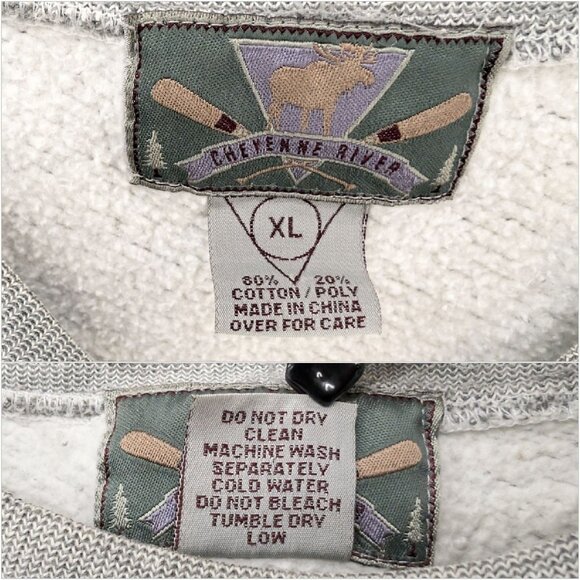 CHEYENNE RIVER
XL
80% 20%
COTTON / POLY
MADE IN CHINA
OVER FOR CARE
DO NOT DRY
CLEAN
MACHINE WASH
SEPARATELY
COLD WATER
DO NOT BLEACH
TUMBLE DRY
LOW